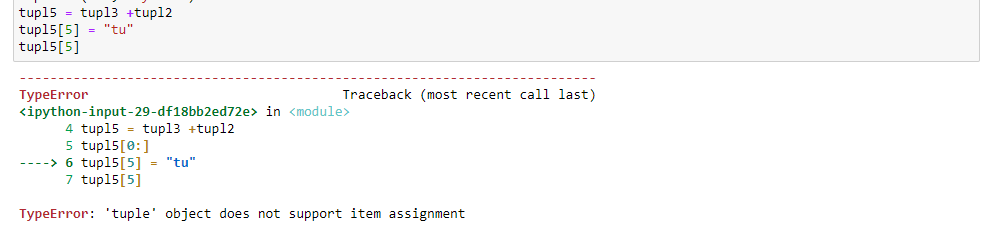 tupl5 = tupl3 +tupl2
tupl5[5] = "tu"
tupl5[5]
---------------------------------------------------------------------------
TypeError                                 Traceback (most recent call last)
<ipython-input-29-df18bb2ed72e> in <module>
      4 tupl5 = tupl3 +tupl2
      5 tupl5[0:]
----> 6 tupl5[5] = "tu"
      7 tupl5[5]
TypeError: 'tuple' object does not support item assignment